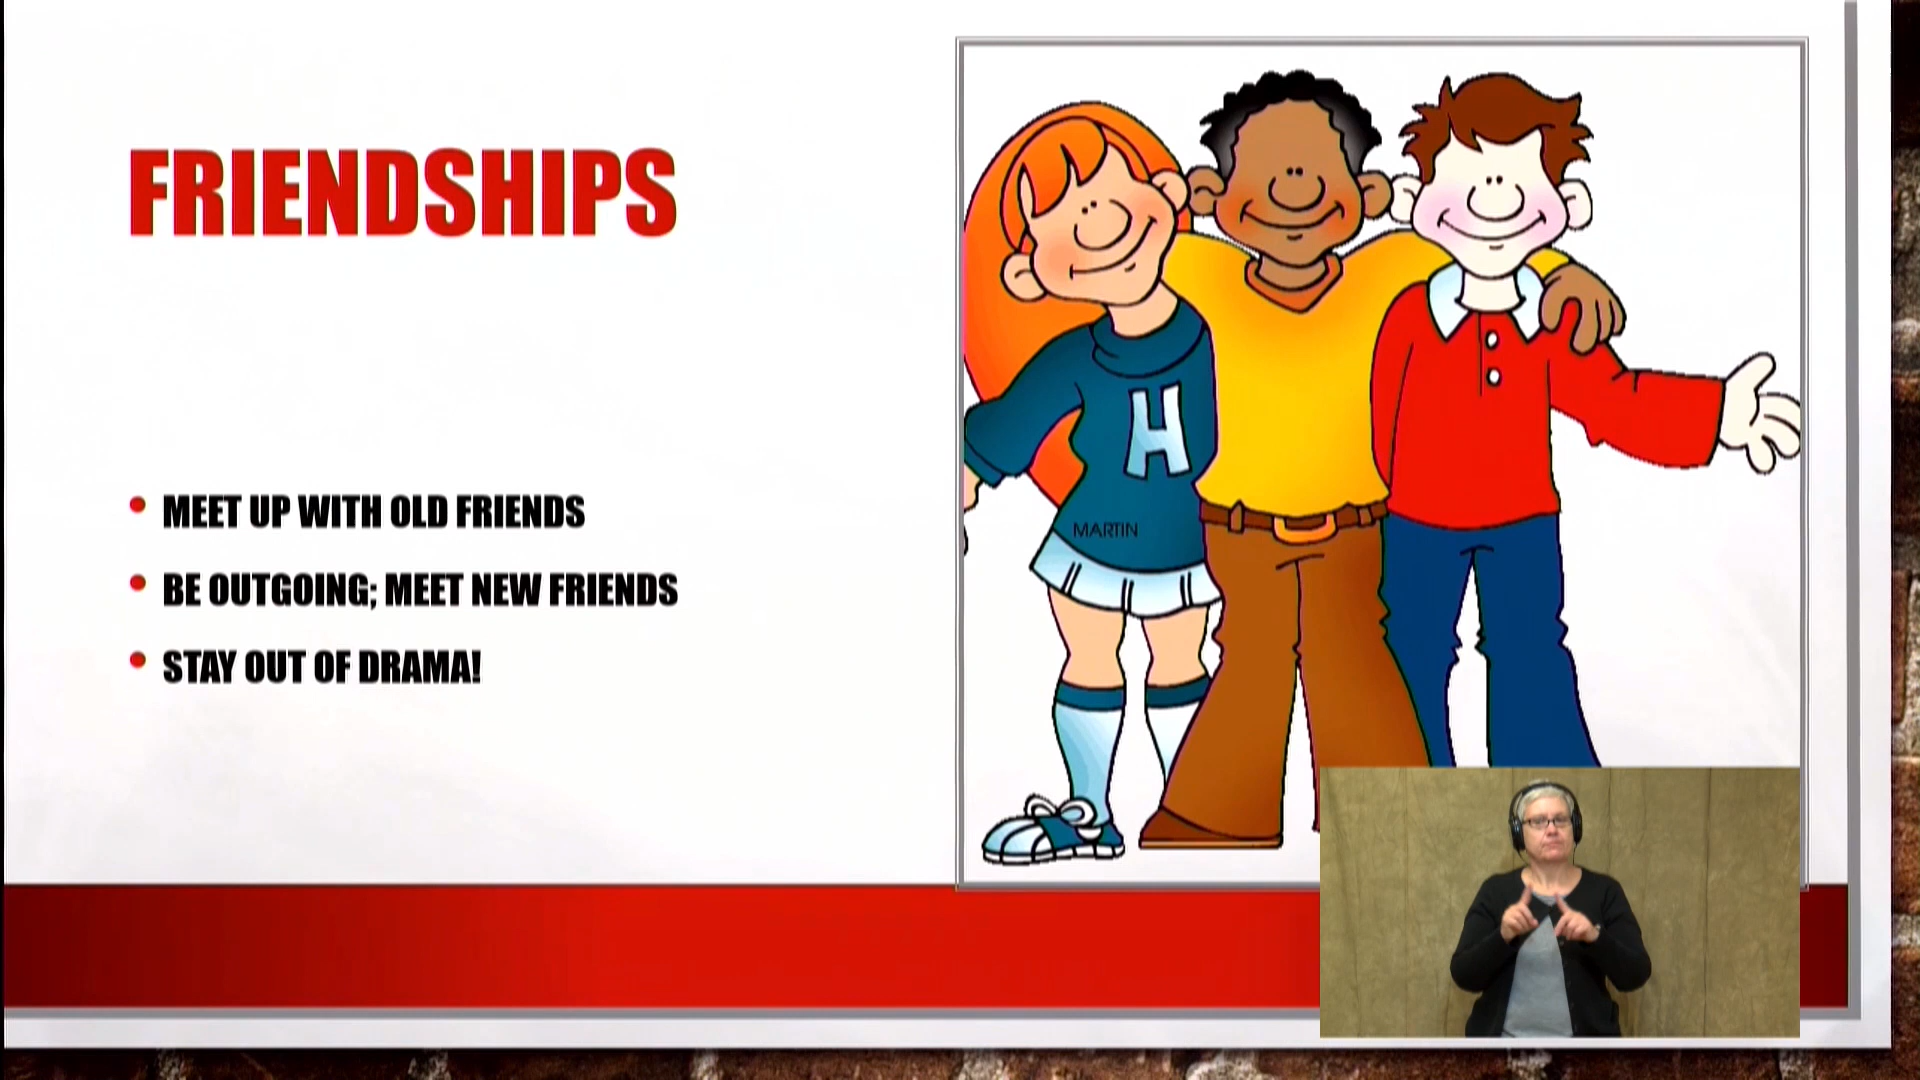 FRIENDSHIPS
• MEET UP WITH OLD FRIENDS
• BE OUTGOING; MEET NEW FRIENDS
• STAY OUT OF DRAMA!
H
MARTIN